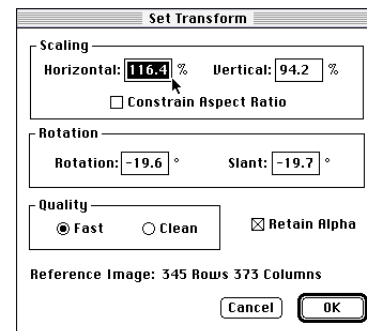 Set Transform
Scaling
Horizontal: 116.4 % Vertical: 94.2 %
Constrain Aspect Ratio
Rotation
Rotation: -19.6 ° Slant: -19.7 °
Quality
Fast Clean Retain Alpha
Reference Image: 345 Rows 373 Columns
Cancel OK